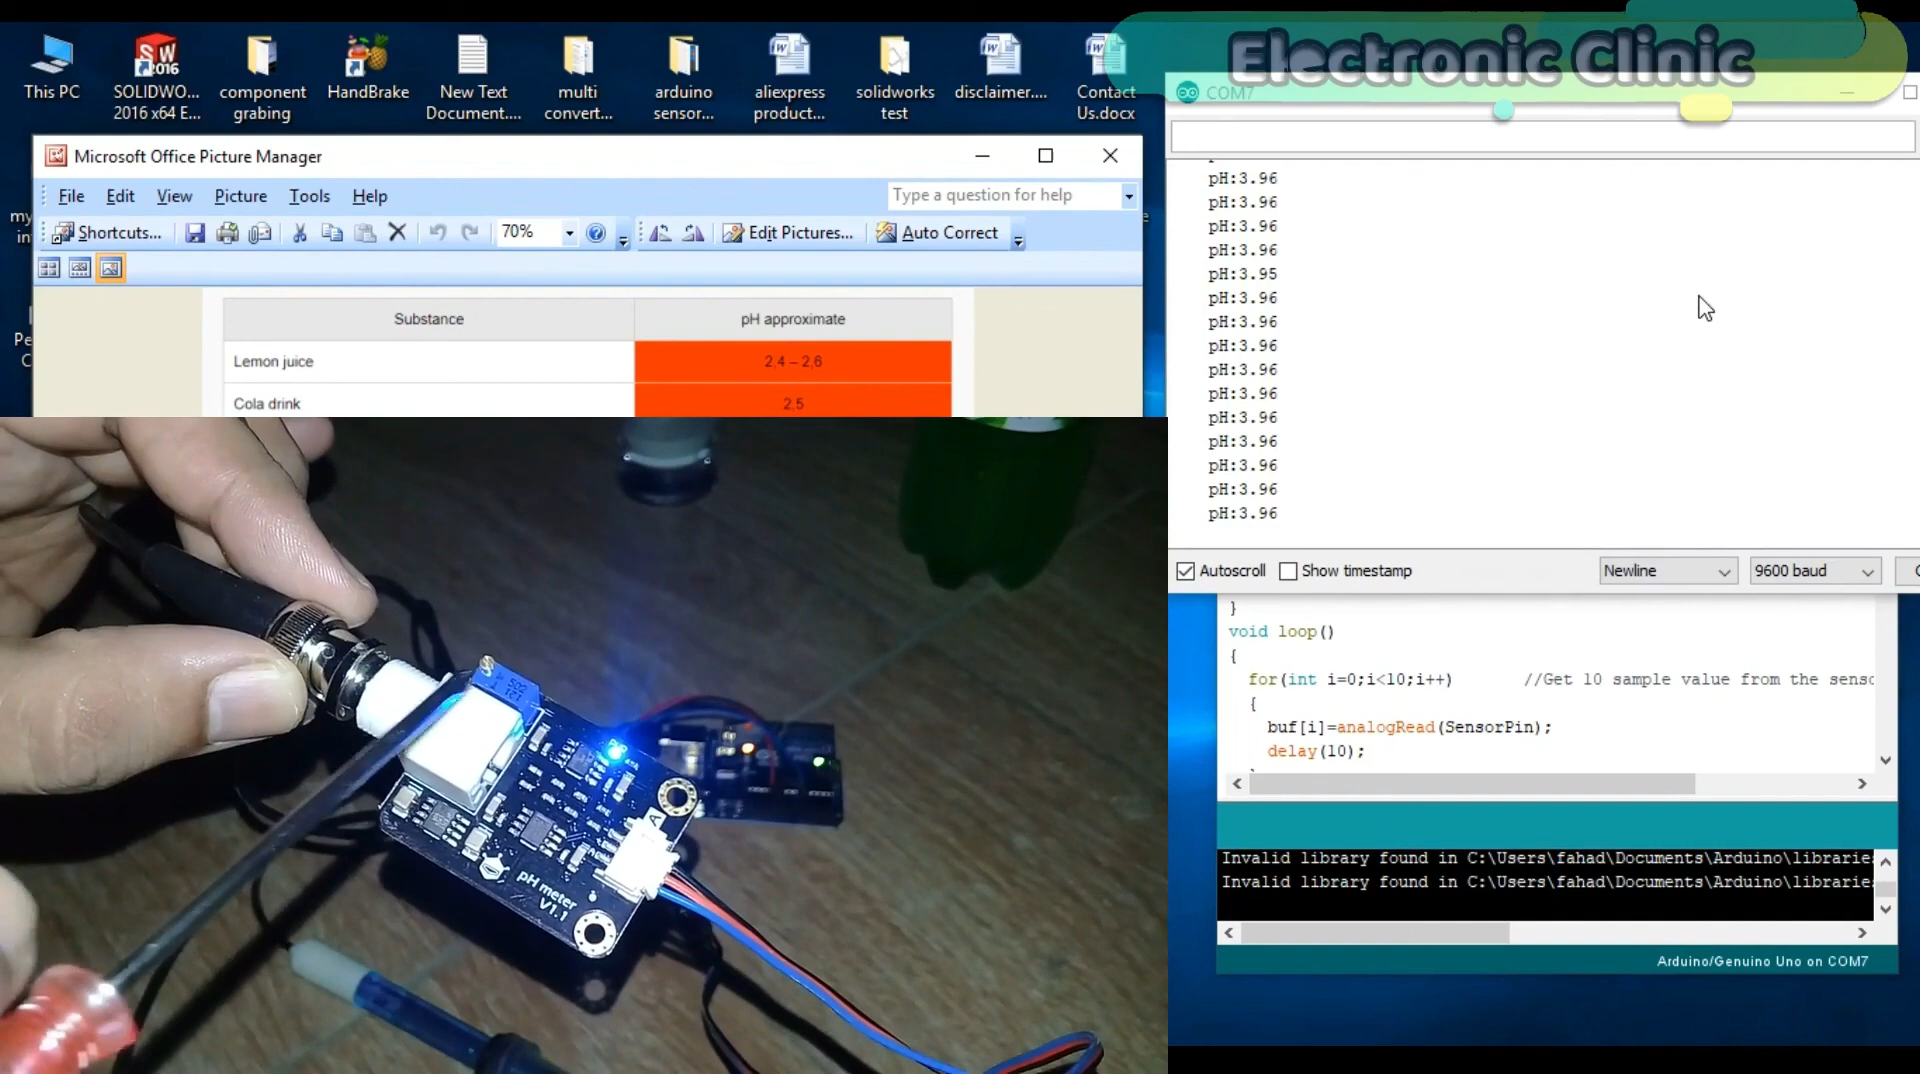 Electronic Clinic
This PC
SOLIDWO...
2016 x64 E...
component
grabing
HandBrake
New Text
Document....
multi
convert...
arduino
sensor...
aliexpress
product...
solidworks
test
disclaimer....
Contact
Us.docx
COM7
Microsoft Office Picture Manager
File Edit View Picture Tools Help
Type a question for help
Shortcuts...
70%
Edit Pictures...
Auto Correct
Substance pH approximate
Lemon juice 2,4 – 2,6
Cola drink 2,5
pH:3.96
pH:3.96
pH:3.96
pH:3.96
pH:3.95
pH:3.96
pH:3.96
pH:3.96
pH:3.96
pH:3.96
pH:3.96
pH:3.96
pH:3.96
pH:3.96
pH:3.96
Autoscroll Show timestamp Newline 9600 baud
}
void loop()
{
for(int i=0;i<10;i++) //Get 10 sample value from the senso
{
buf[i]=analogRead(SensorPin);
delay(10);
Invalid library found in C:\Users\fahad\Documents\Arduino\libraries
Invalid library found in C:\Users\fahad\Documents\Arduino\libraries
Arduino/Genuino Uno on COM7
A
pH meter
V1.1